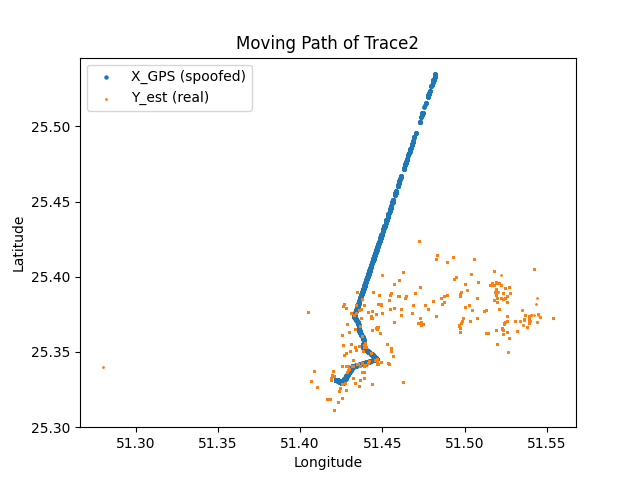 Moving Path of Trace2
X_GPS (spoofed)
Y_est (real)
25.50
25.45
25.40
25.35
25.30
Latitude
51.30 51.35 51.40 51.45 51.50 51.55
Longitude